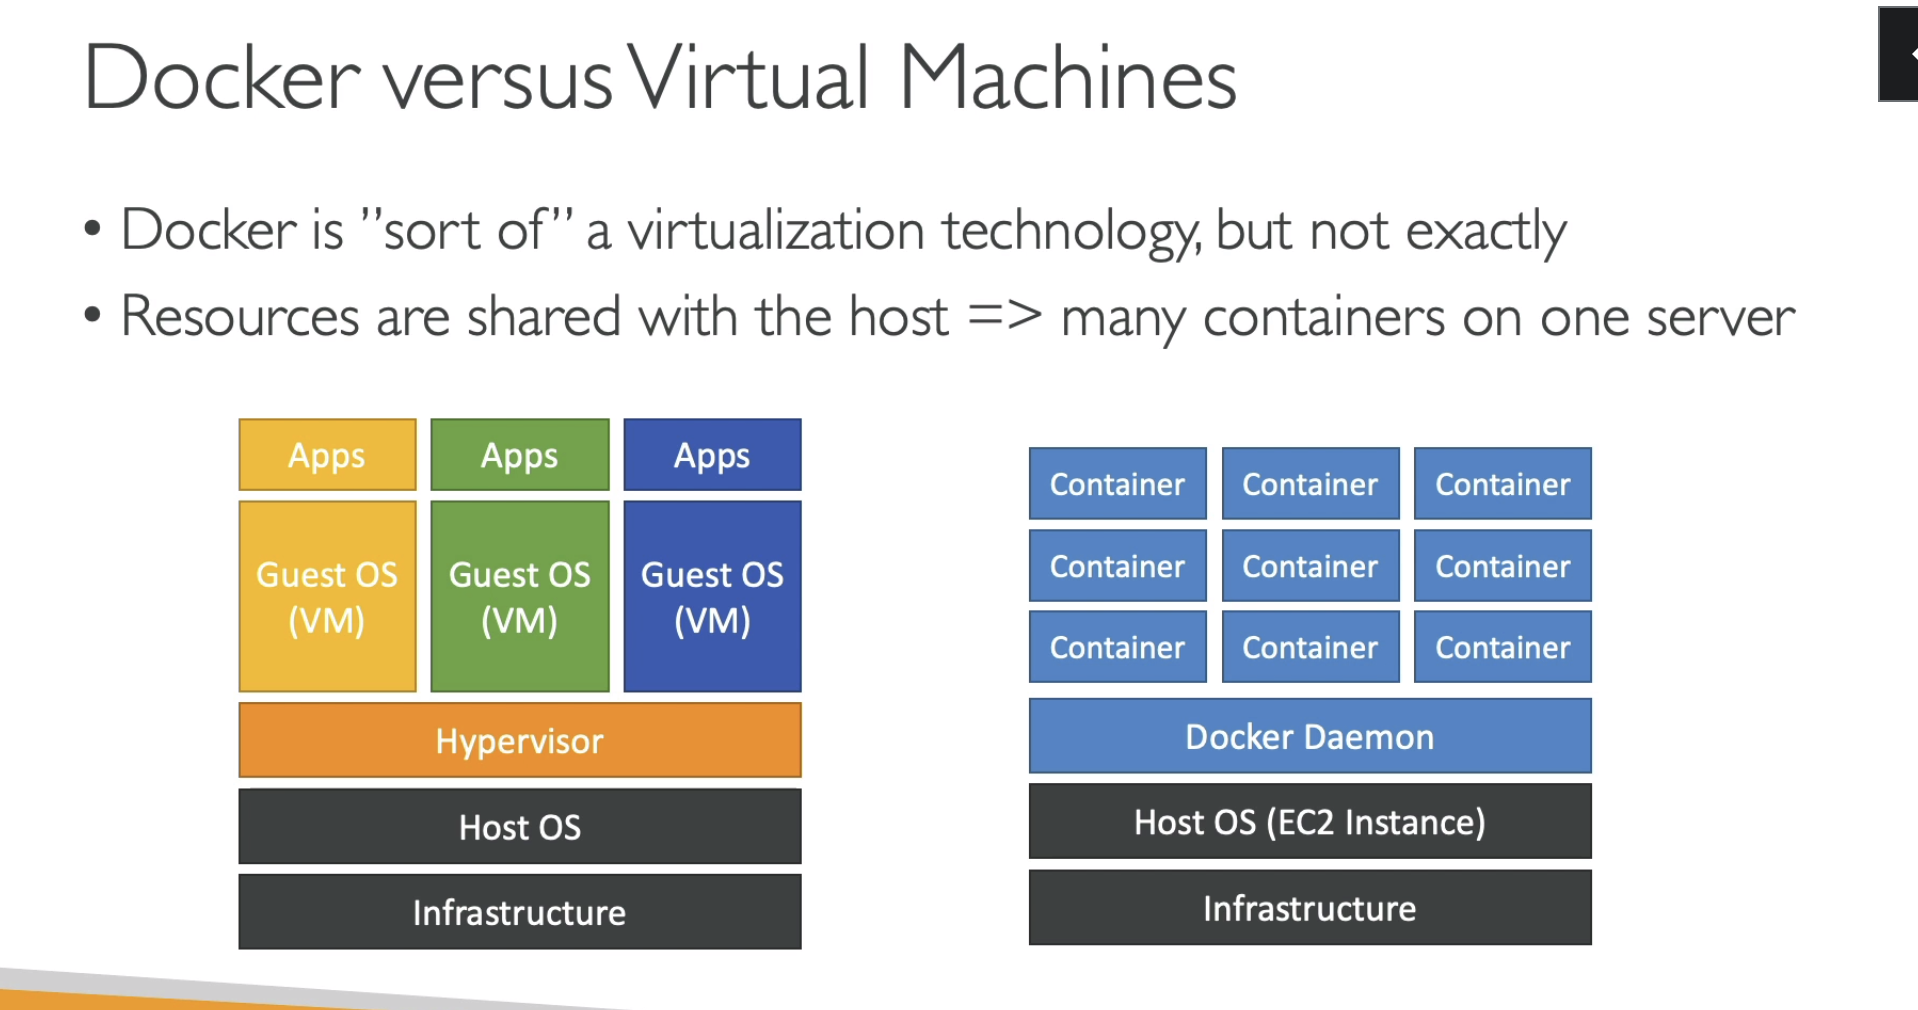 Docker versus Virtual Machines
• Docker is ”sort of” a virtualization technology, but not exactly
• Resources are shared with the host => many containers on one server
Apps
Apps
Apps
Guest OS
(VM)
Guest OS
(VM)
Guest OS
(VM)
Hypervisor
Host OS
Infrastructure
Container
Container
Container
Container
Container
Container
Container
Container
Container
Docker Daemon
Host OS (EC2 Instance)
Infrastructure